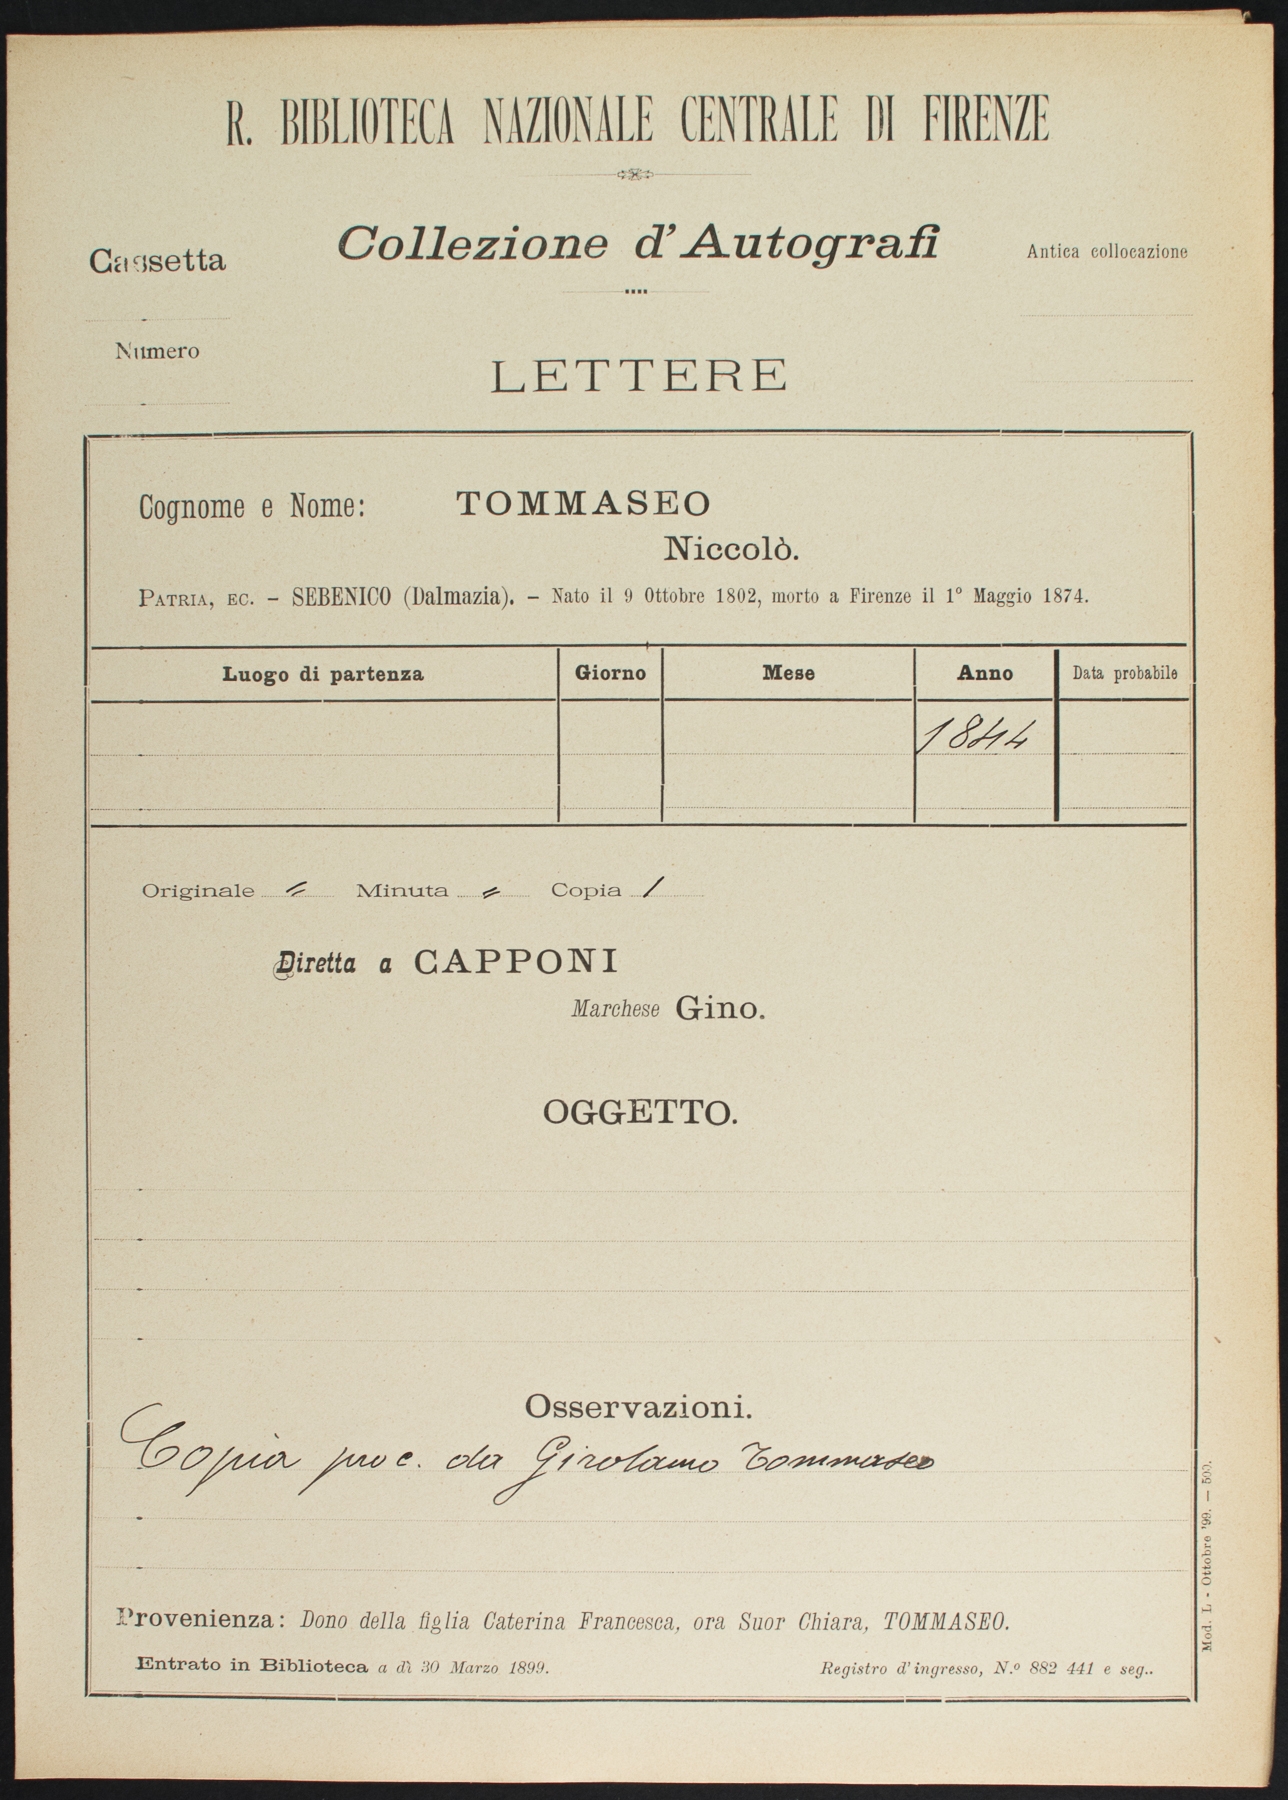 R. BIBLIOTECA NAZIONALE CENTRALE DI FIRENZE
Cassetta
Collezione d'Autografi
Antica collocazione
Numero
LETTERE
Cognome e Nome: TOMMASEO
Niccolò.
PATRIA, EC. – SEBENICO (Dalmazia). – Nato il 9 Ottobre 1802, morto a Firenze il 1º Maggio 1874.
Luogo di partenza Giorno Mese Anno Data probabile
1844
Originale = Minuta = Copia 1
Diretta a CAPPONI
Marchese Gino.
OGGETTO.
Osservazioni.
Copia proc. da Girolamo Tommaseo
Provenienza: Dono della figlia Caterina Francesca, ora Suor Chiara, TOMMASEO.
Entrato in Biblioteca a dì 30 Marzo 1899. Registro d'ingresso, N.º 882 441 e seg..
Mod. L - Ottobre '99. — 500.